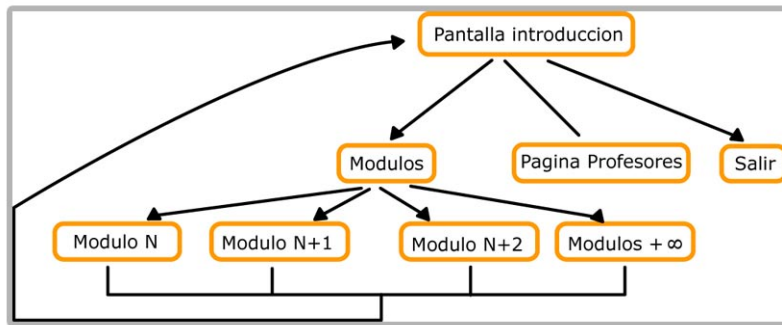 Pantalla introduccion
Modulos
Pagina Profesores
Salir
Modulo N
Modulo N+1
Modulo N+2
Modulos +∞